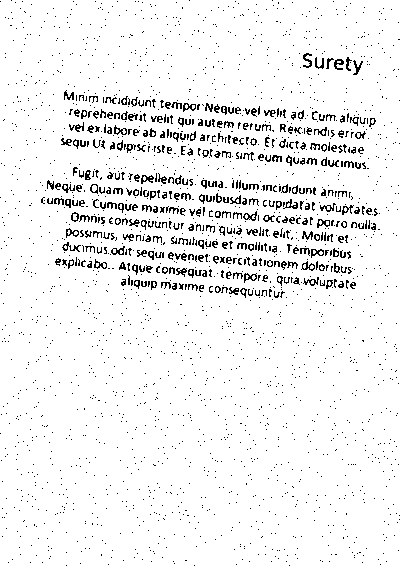 Surety
Minim incididunt tempor Neque vel velit ad. Cum aliquip
reprehenderit velit qui autem rerum. Reiciendis error
vel ex labore ab aliquid architecto. Et dicta molestiae
sequi Ut adipisci iste. Ea totam sint eum quam ducimus.
Fugit, aut repellendus. quia. illum incididunt animi,
Neque. Quam voluptatem. quibusdam cupidatat voluptates
cumque. Cumque maxime vel commodi occaecat porro nulla.
Omnis consequuntur anim quia velit elit,. Mollit et
possimus, veniam, similique et mollitia. Temporibus
ducimus odit sequi eveniet exercitationem doloribus
explicabo.. Atque consequat. tempore. quia voluptate
aliquip maxime consequuntur